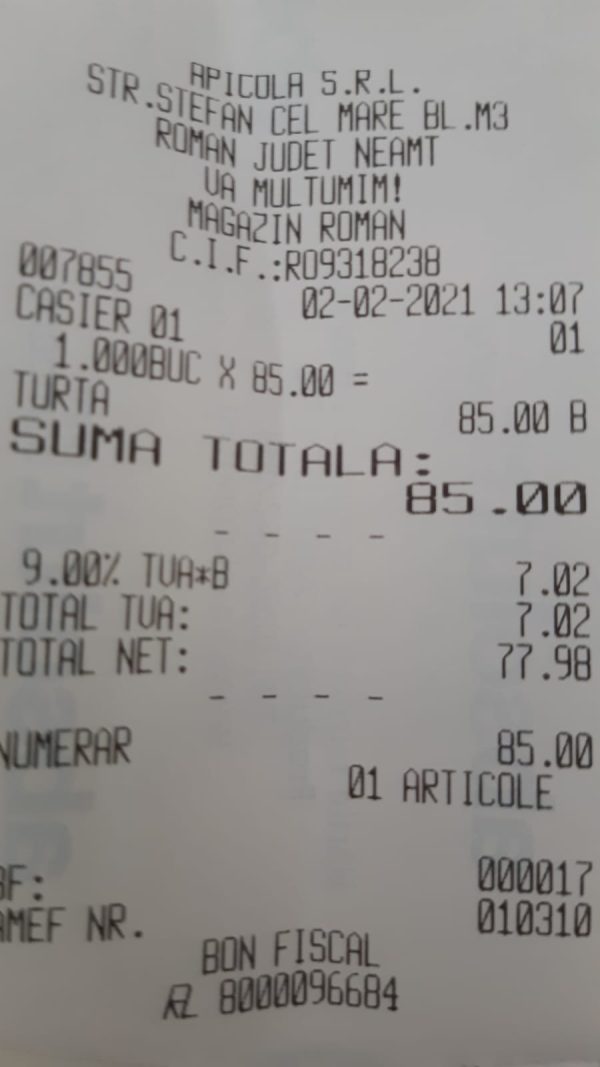 APICOLA S.R.L.
STR.STEFAN CEL MARE BL.M3
ROMAN JUDET NEAMT
VA MULTUMIM!
MAGAZIN ROMAN
C.I.F.:RO9318238
007855 02-02-2021 13:07
CASIER 01 01
1.000BUC X 85.00 =
TURTA 85.00 B
SUMA TOTALA:
85.00
- - - -
9.00% TVA*B 7.02
TOTAL TVA: 7.02
TOTAL NET: 77.98
- - - -
NUMERAR 85.00
01 ARTICOLE
BF: 000017
AMEF NR. 010310
BON FISCAL
8000096684